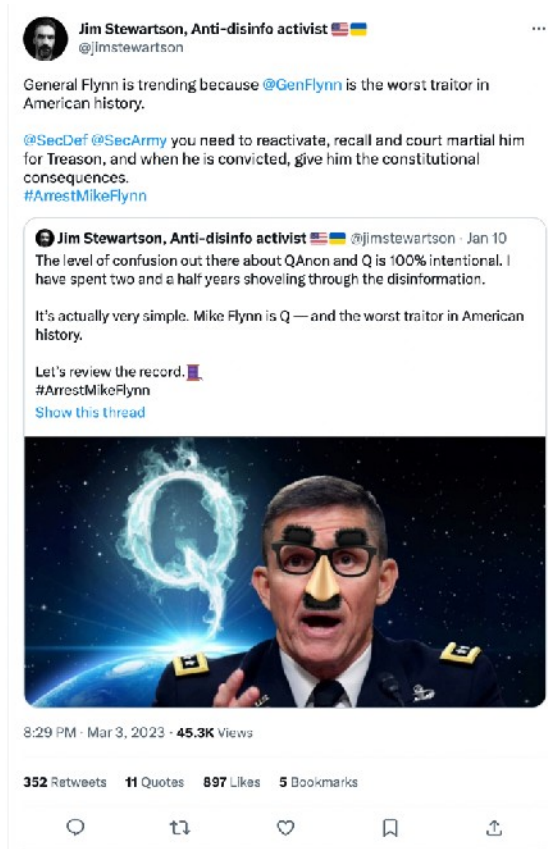 Jim Stewartson, Anti-disinfo activist 🇺🇸🇺🇦
@jimstewartson
General Flynn is trending because @GenFlynn is the worst traitor in
American history.
@SecDef @SecArmy you need to reactivate, recall and court martial him
for Treason, and when he is convicted, give him the constitutional
consequences.
#ArrestMikeFlynn
Jim Stewartson, Anti-disinfo activist 🇺🇸🇺🇦 @jimstewartson · Jan 10
The level of confusion out there about QAnon and Q is 100% intentional. I
have spent two and a half years shoveling through the disinformation.
It's actually very simple. Mike Flynn is Q — and the worst traitor in American
history.
Let's review the record.🧵
#ArrestMikeFlynn
Show this thread
Q
8:29 PM · Mar 3, 2023 · 45.3K Views
352 Retweets 11 Quotes 897 Likes 5 Bookmarks